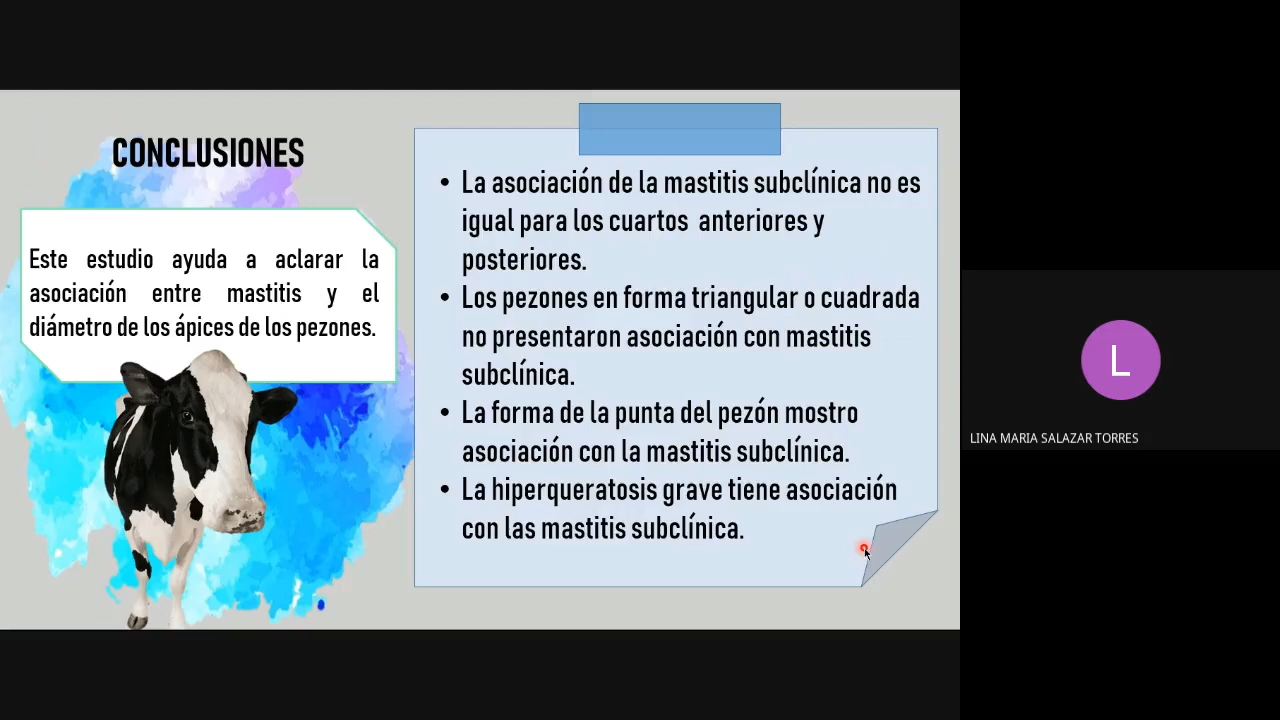 CONCLUSIONES
Este estudio ayuda a aclarar la
asociación entre mastitis y el
diámetro de los ápices de los pezones.
• La asociación de la mastitis subclínica no es
igual para los cuartos anteriores y
posteriores.
• Los pezones en forma triangular o cuadrada
no presentaron asociación con mastitis
subclínica.
• La forma de la punta del pezón mostro
asociación con la mastitis subclínica.
• La hiperqueratosis grave tiene asociación
con las mastitis subclínica.
L
LINA MARIA SALAZAR TORRES